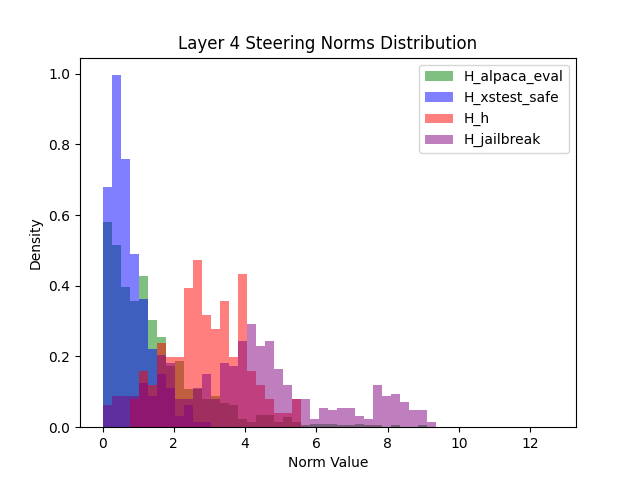 Layer 4 Steering Norms Distribution
H_alpaca_eval
H_xstest_safe
H_h
H_jailbreak
1.0
0.8
0.6
0.4
0.2
0.0
Density
0 2 4 6 8 10 12
Norm Value